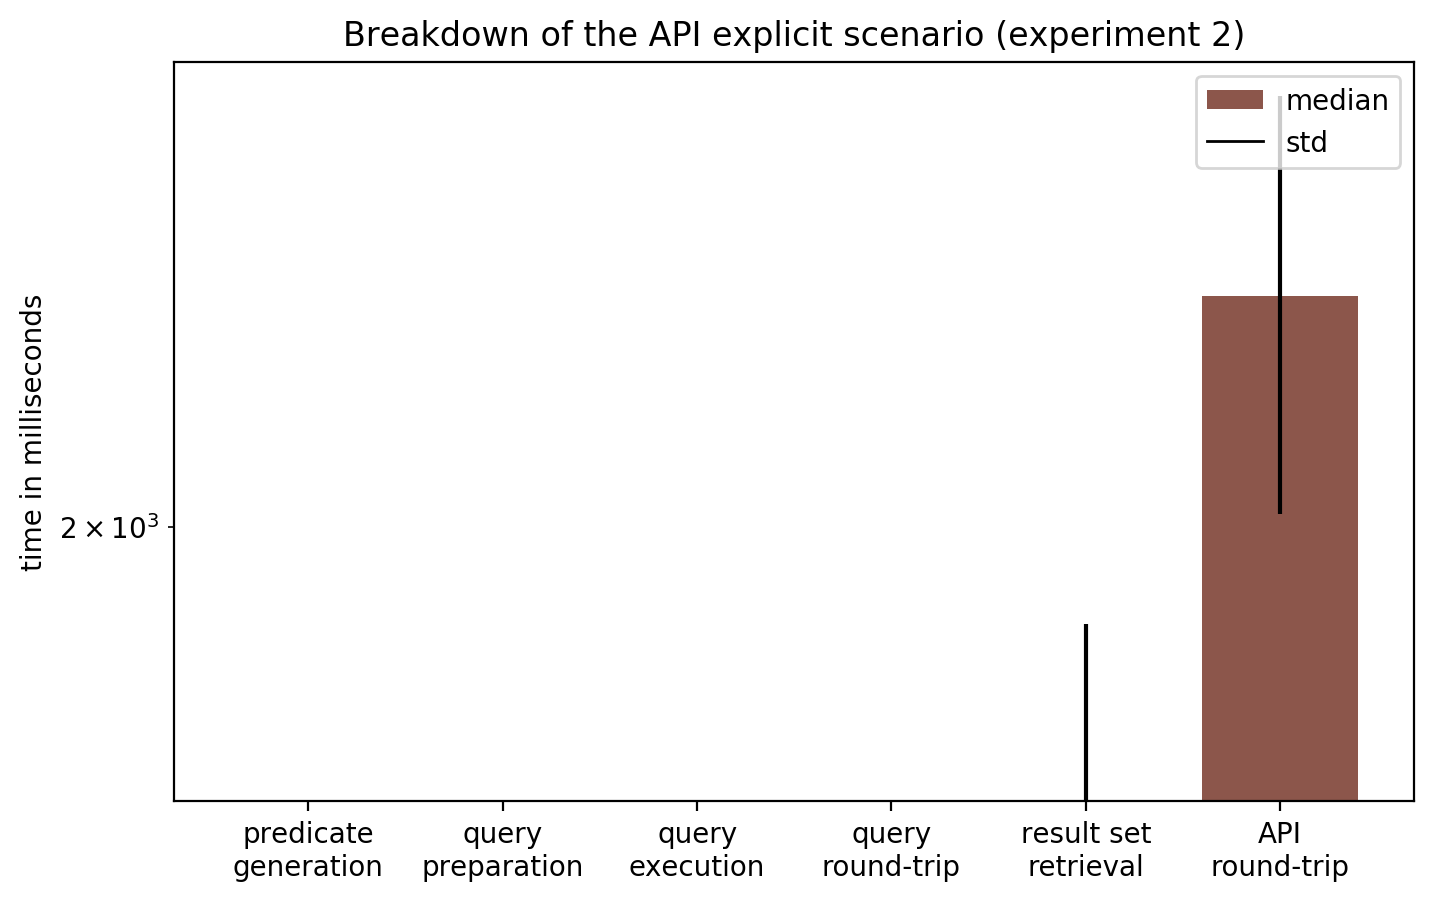 Breakdown of the API explicit scenario (experiment 2)
median
std
time in milliseconds
2 × 10³
predicate
generation
query
preparation
query
execution
query
round-trip
result set
retrieval
API
round-trip